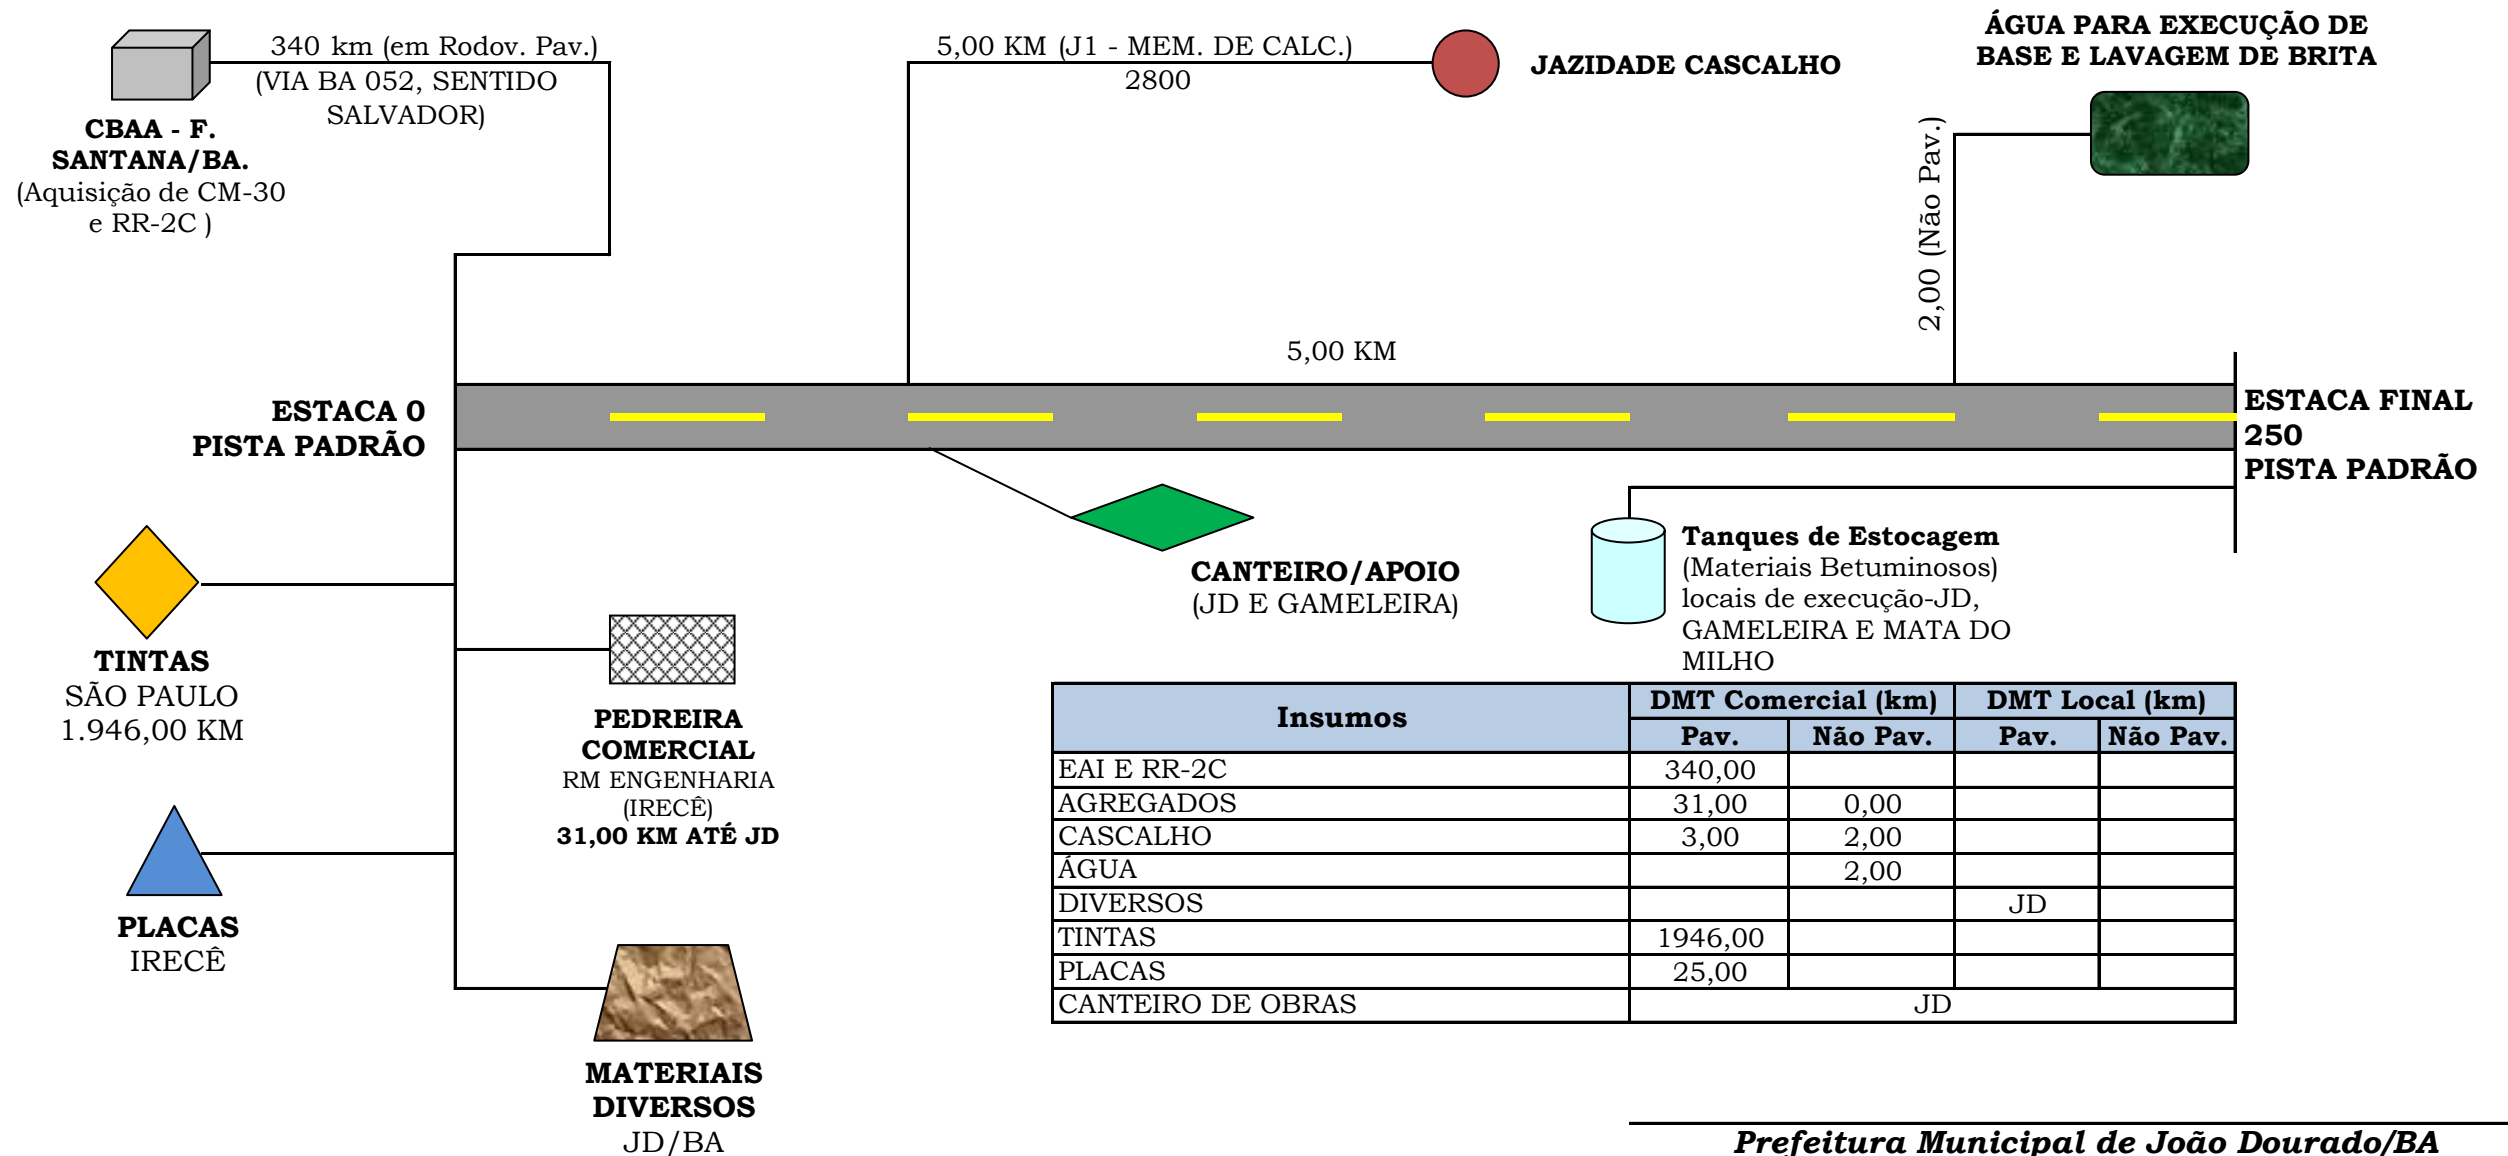 340 km (em Rodov. Pav.)
(VIA BA 052, SENTIDO
SALVADOR)
CBAA - F.
SANTANA/BA.
(Aquisição de CM-30
e RR-2C )
5,00 KM (J1 - MEM. DE CALC.)
2800
JAZIDADE CASCALHO
ÁGUA PARA EXECUÇÃO DE
BASE E LAVAGEM DE BRITA
2,00 (Não Pav.)
5,00 KM
ESTACA 0
PISTA PADRÃO
ESTACA FINAL
250
PISTA PADRÃO
TINTAS
SÃO PAULO
1.946,00 KM
PLACAS
IRECÊ
PEDREIRA
COMERCIAL
RM ENGENHARIA
(IRECÊ)
31,00 KM ATÉ JD
MATERIAIS
DIVERSOS
JD/BA
CANTEIRO/APOIO
(JD E GAMELEIRA)
Tanques de Estocagem
(Materiais Betuminosos)
locais de execução-JD,
GAMELEIRA E MATA DO
MILHO
Insumos DMT Comercial (km) DMT Local (km)
Pav. Não Pav. Pav. Não Pav.
EAI E RR-2C 340,00
AGREGADOS 31,00 0,00
CASCALHO 3,00 2,00
ÁGUA 2,00
DIVERSOS JD
TINTAS 1946,00
PLACAS 25,00
CANTEIRO DE OBRAS JD
Prefeitura Municipal de João Dourado/BA